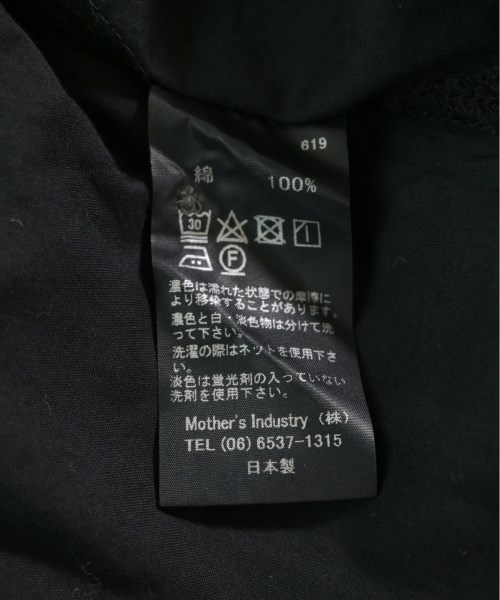 619
綿 100%
30
F
濃色は濡れた状態での摩擦に
より移染することがあります。
濃色と白・淡色物は分けて洗
って下さい。
洗濯の際はネットを使用下さ
い。
淡色は蛍光剤の入っていない
洗剤を使用下さい。
Mother's Industry (株)
TEL (06) 6537-1315
日本製